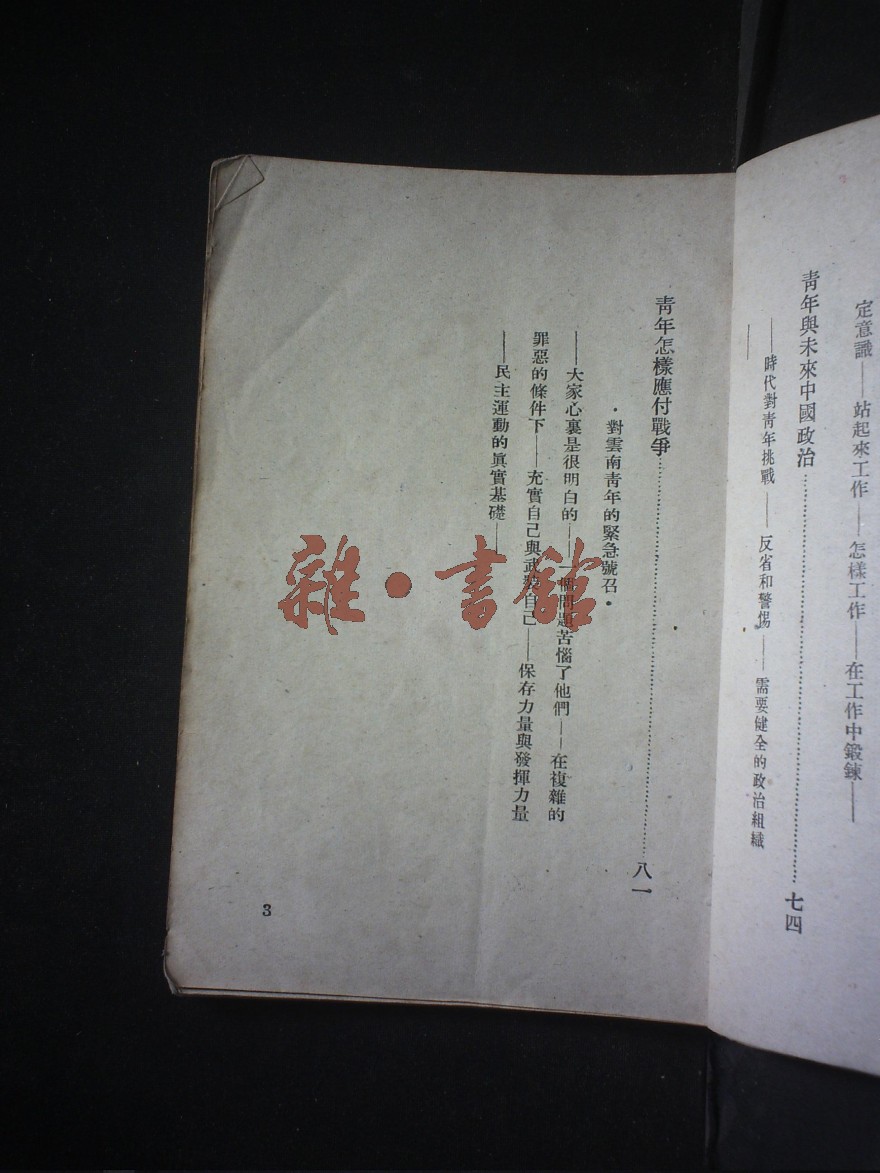 定意識——站起來工作——怎樣工作——在工作中鍛鍊——
青年與未來中國政治……………………七四
——時代對青年挑戰——反省和警惕——需要健全的政治組織
——
青年怎樣應付戰爭……………………八一
·對雲南青年的緊急號召·
——大家心裏是很明白的——一個問題苦惱了他們——在複雜的
罪惡的條件下——充實自己與武裝自己——保存力量與發揮力量
——民主運動的眞實基礎——
3
雜·書館